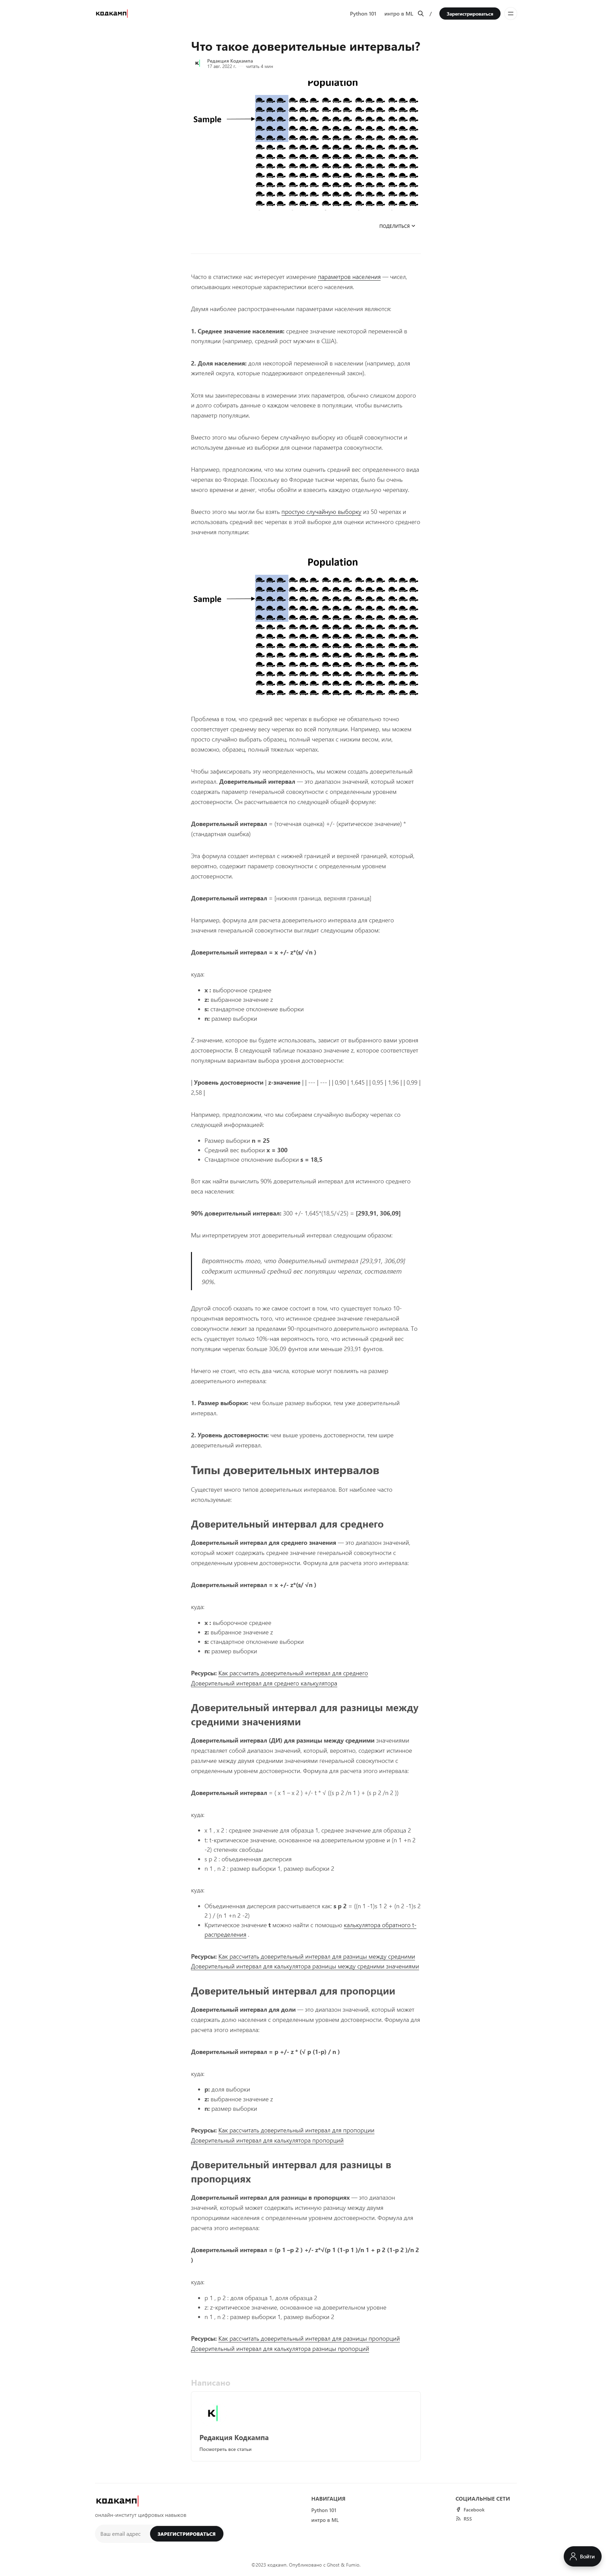 кодкамп
Python 101 интро в ML / Зарегистрироваться
Что такое доверительные интервалы?
Редакция Кодкампа
17 авг. 2022 г. читать 4 мин
Population
Sample
ПОДЕЛИТЬСЯ
Часто в статистике нас интересует измерение параметров населения — чисел,
описывающих некоторые характеристики всего населения.
Двумя наиболее распространенными параметрами населения являются:
1. Среднее значение населения: среднее значение некоторой переменной в
популяции (например, средний рост мужчин в США).
2. Доля населения: доля некоторой переменной в населении (например, доля
жителей округа, которые поддерживают определенный закон).
Хотя мы заинтересованы в измерении этих параметров, обычно слишком дорого
и долго собирать данные о каждом человеке в популяции, чтобы вычислить
параметр популяции.
Вместо этого мы обычно берем случайную выборку из общей совокупности и
используем данные из выборки для оценки параметра совокупности.
Например, предположим, что мы хотим оценить средний вес определенного вида
черепах во Флориде. Поскольку во Флориде тысячи черепах, было бы очень
много времени и денег, чтобы обойти и взвесить каждую отдельную черепаху.
Вместо этого мы могли бы взять простую случайную выборку из 50 черепах и
использовать средний вес черепах в этой выборке для оценки истинного среднего
значения популяции:
Population
Sample
Проблема в том, что средний вес черепах в выборке не обязательно точно
соответствует среднему весу черепах во всей популяции. Например, мы можем
просто случайно выбрать образец, полный черепах с низким весом, или,
возможно, образец, полный тяжелых черепах.
Чтобы зафиксировать эту неопределенность, мы можем создать доверительный
интервал. Доверительный интервал — это диапазон значений, который может
содержать параметр генеральной совокупности с определенным уровнем
достоверности. Он рассчитывается по следующей общей формуле:
Доверительный интервал = (точечная оценка) +/- (критическое значение) *
(стандартная ошибка)
Эта формула создает интервал с нижней границей и верхней границей, который,
вероятно, содержит параметр совокупности с определенным уровнем
достоверности.
Доверительный интервал = [нижняя граница, верхняя граница]
Например, формула для расчета доверительного интервала для среднего
значения генеральной совокупности выглядит следующим образом:
Доверительный интервал = x +/- z*(s/ √n )
куда:
x : выборочное среднее
z: выбранное значение z
s: стандартное отклонение выборки
n: размер выборки
Z-значение, которое вы будете использовать, зависит от выбранного вами уровня
достоверности. В следующей таблице показано значение z, которое соответствует
популярным вариантам выбора уровня достоверности:
| Уровень достоверности | z-значение | | --- | --- | | 0,90 | 1,645 | | 0,95 | 1,96 | | 0,99 |
2,58 |
Например, предположим, что мы собираем случайную выборку черепах со
следующей информацией:
Размер выборки n = 25
Средний вес выборки x = 300
Стандартное отклонение выборки s = 18,5
Вот как найти вычислить 90% доверительный интервал для истинного среднего
веса населения:
90% доверительный интервал: 300 +/- 1.645*(18,5/√25) = [293,91, 306,09]
Мы интерпретируем этот доверительный интервал следующим образом:
Вероятность того, что доверительный интервал [293,91, 306,09]
содержит истинный средний вес популяции черепах, составляет
90%.
Другой способ сказать то же самое состоит в том, что существует только 10-
процентная вероятность того, что истинное среднее значение генеральной
совокупности лежит за пределами 90-процентного доверительного интервала. То
есть существует только 10%-ная вероятность того, что истинный средний вес
популяции черепах больше 306,09 фунтов или меньше 293,91 фунтов.
Ничего не стоит, что есть два числа, которые могут повлиять на размер
доверительного интервала:
1. Размер выборки: чем больше размер выборки, тем уже доверительный
интервал.
2. Уровень достоверности: чем выше уровень достоверности, тем шире
доверительный интервал.
Типы доверительных интервалов
Существует много типов доверительных интервалов. Вот наиболее часто
используемые:
Доверительный интервал для среднего
Доверительный интервал для среднего значения — это диапазон значений,
который может содержать среднее значение генеральной совокупности с
определенным уровнем достоверности. Формула для расчета этого интервала:
Доверительный интервал = x +/- z*(s/ √n )
куда:
x : выборочное среднее
z: выбранное значение z
s: стандартное отклонение выборки
n: размер выборки
Ресурсы: Как рассчитать доверительный интервал для среднего
Доверительный интервал для среднего калькулятора
Доверительный интервал для разницы между
средними значениями
Доверительный интервал (ДИ) для разницы между средними значениями
представляет собой диапазон значений, который, вероятно, содержит истинное
различие между двумя средними значениями генеральной совокупности с
определенным уровнем достоверности. Формула для расчета этого интервала:
Доверительный интервал = ( x 1 – x 2 ) +/- t * √ ((s p 2 /n 1 ) + (s p 2 /n 2 ))
куда:
x 1 , x 2 : среднее значение для образца 1, среднее значение для образца 2
t: t-критическое значение, основанное на доверительном уровне и (n 1 +n 2
-2) степенях свободы
s p 2 : объединенная дисперсия
n 1 , n 2 : размер выборки 1, размер выборки 2
куда:
Объединенная дисперсия рассчитывается как: s p 2 = ((n 1 -1)s 1 2 + (n 2 -1)s 2
2 ) / (n 1 +n 2 -2)
Критическое значение t можно найти с помощью калькулятора обратного t-
распределения .
Ресурсы: Как рассчитать доверительный интервал для разницы между средними
Доверительный интервал для калькулятора разницы между средними значениями
Доверительный интервал для пропорции
Доверительный интервал для доли — это диапазон значений, который может
содержать долю населения с определенным уровнем достоверности. Формула для
расчета этого интервала:
Доверительный интервал = p +/- z * (√ p (1-p) / n )
куда:
p: доля выборки
z: выбранное значение z
n: размер выборки
Ресурсы: Как рассчитать доверительный интервал для пропорции
Доверительный интервал для калькулятора пропорций
Доверительный интервал для разницы в
пропорциях
Доверительный интервал для разницы в пропорциях — это диапазон
значений, который может содержать истинную разницу между двумя
пропорциями населения с определенным уровнем достоверности. Формула для
расчета этого интервала:
Доверительный интервал = (p 1 –p 2 ) +/- z*√(p 1 (1-p 1 )/n 1 + p 2 (1-p 2 )/n 2
)
куда:
p 1 , p 2 : доля образца 1, доля образца 2
z: z-критическое значение, основанное на доверительном уровне
n 1 , n 2 : размер выборки 1, размер выборки 2
Ресурсы: Как рассчитать доверительный интервал для разницы пропорций
Доверительный интервал для калькулятора разницы пропорций
Написано
к
Редакция Кодкампа
Посмотреть все статьи
кодкамп
онлайн-институт цифровых навыков
Ваш email адрес ЗАРЕГИСТРИРОВАТЬСЯ
НАВИГАЦИЯ
Python 101
интро в ML
СОЦИАЛЬНЫЕ СЕТИ
Facebook
RSS
Войти
©2023 кодкамп. Опубликовано с Ghost & Fumio.